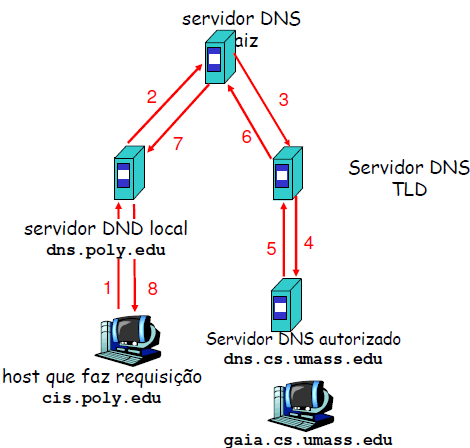 servidor DNS
aiz
2
3
7
6
Servidor DNS
TLD
servidor DND local
dns.poly.edu
5
4
1
8
Servidor DNS autorizado
dns.cs.umass.edu
host que faz requisição
cis.poly.edu
gaia.cs.umass.edu